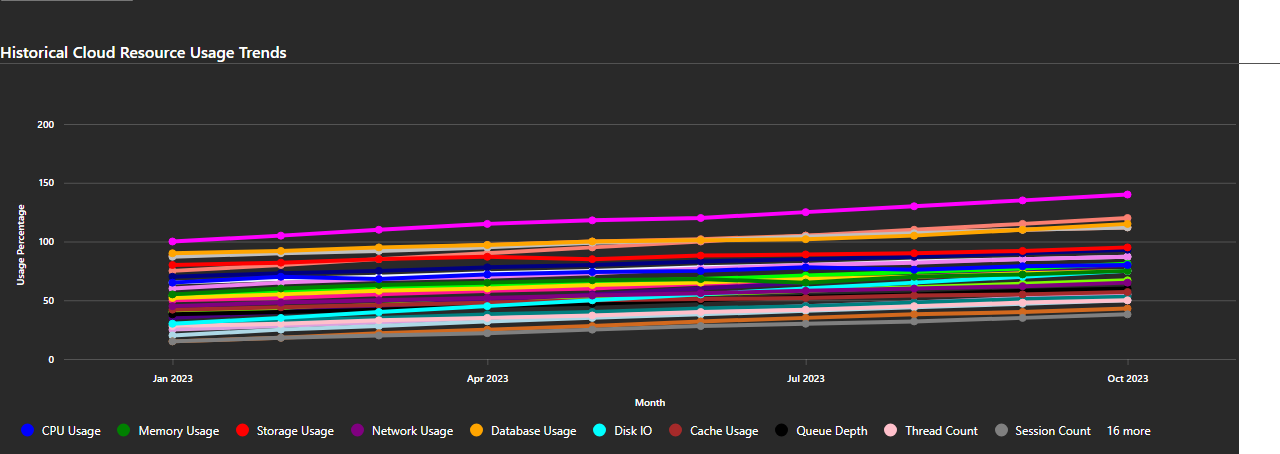 Historical Cloud Resource Usage Trends
200
150
100
50
0
Usage Percentage
Jan 2023
Apr 2023
Jul 2023
Oct 2023
Month
CPU Usage
Memory Usage
Storage Usage
Network Usage
Database Usage
Disk IO
Cache Usage
Queue Depth
Thread Count
Session Count
16 more